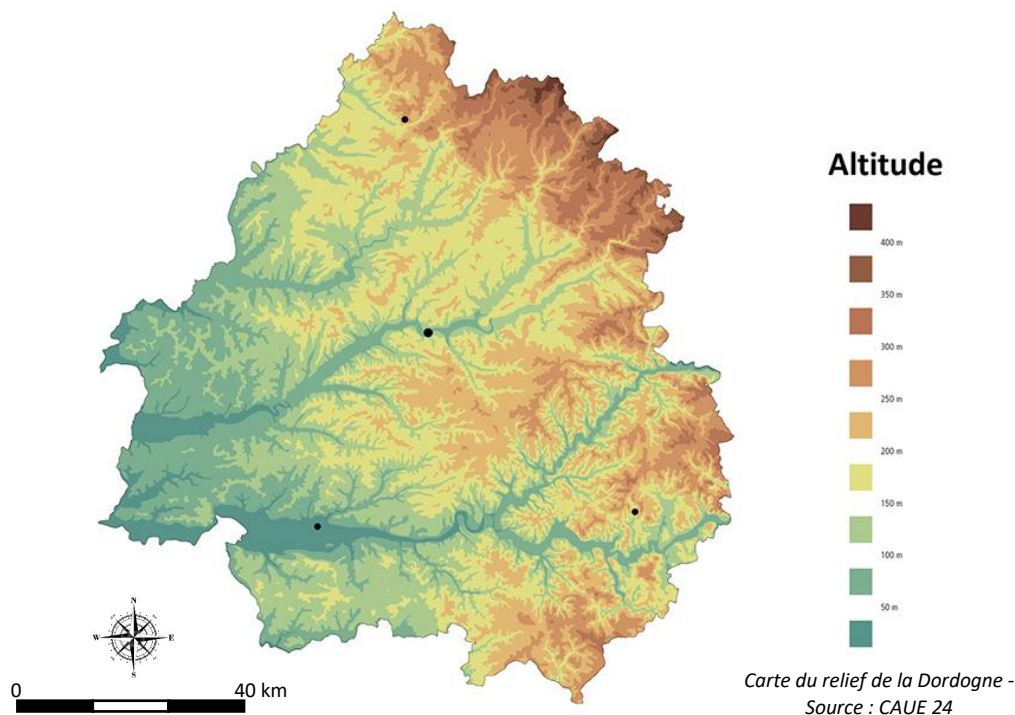 Altitude
400 m
350 m
300 m
250 m
200 m
150 m
100 m
50 m
N
W E
S
0 40 km
Carte du relief de la Dordogne -
Source : CAUE 24